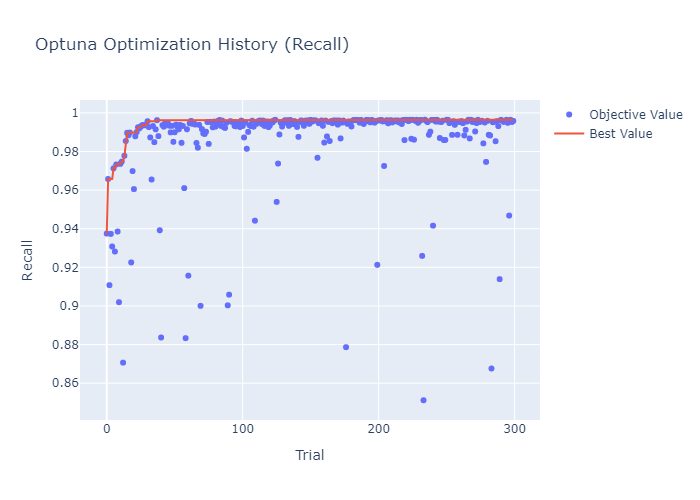 Optuna Optimization History (Recall)
Objective Value
Best Value
1
0.98
0.96
0.94
0.92
0.9
0.88
0.86
Recall
0
100
200
300
Trial